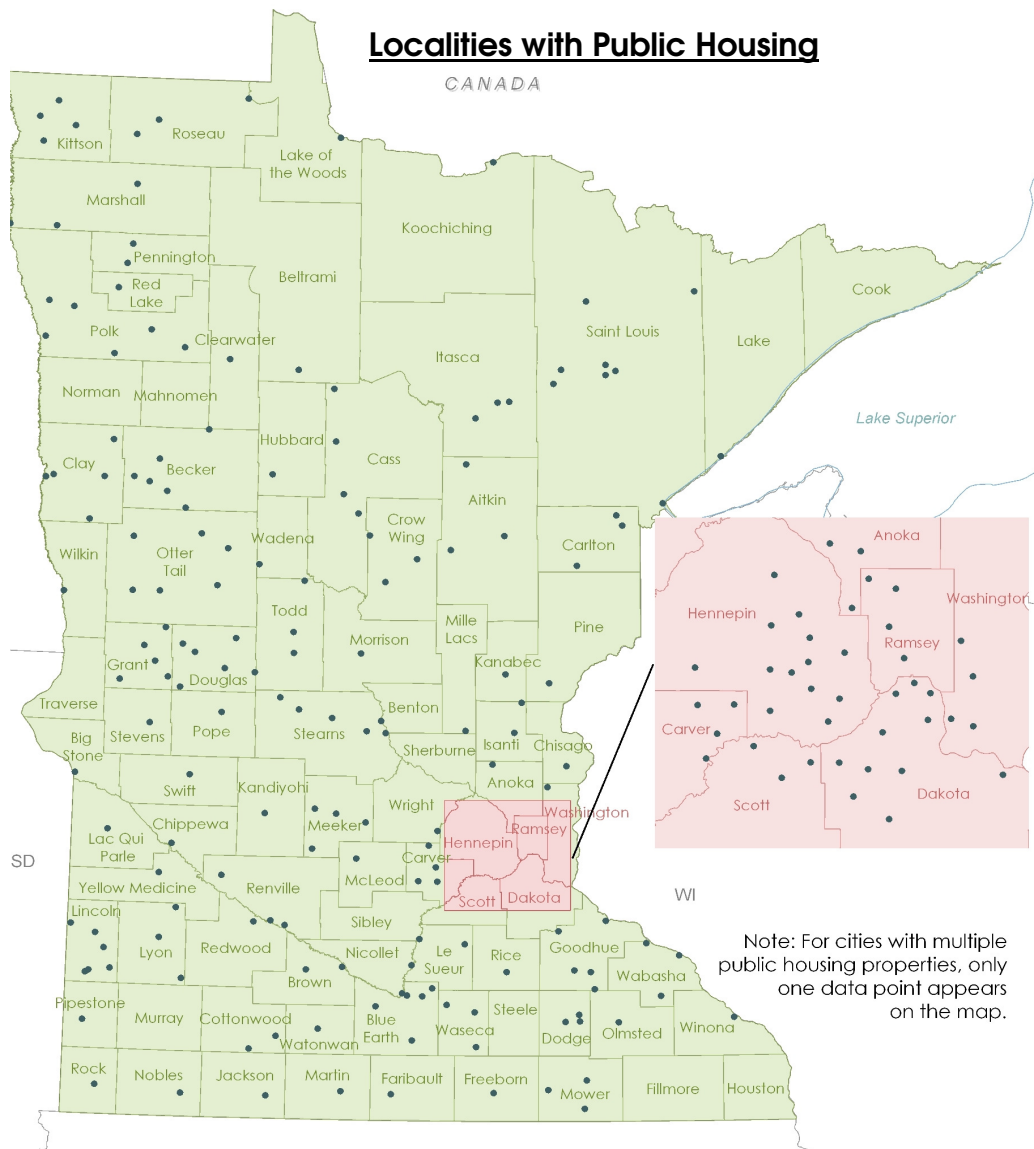 Localities with Public Housing
CANADA
Kittson
Roseau
Lake of
the Woods
Marshall
Koochiching
Pennington
Beltrami
Red
Lake
Cook
Polk
Clearwater
Saint Louis
Lake
Itasca
Norman
Mahnomen
Hubbard
Lake Superior
Clay
Becker
Cass
Aitkin
Crow
Wing
Wadena
Wilkin
Otter
Tail
Carlton
Anoka
Hennepin
Washington
Ramsey
Carver
Scott
Dakota
Todd
Mille
Lacs
Pine
Morrison
Kanabec
Grant
Douglas
Traverse
Benton
Stevens
Pope
Stearns
Big
Stone
Sherburne
Isanti
Chisago
Swift
Kandiyohi
Anoka
Wright
Washington
Chippewa
Meeker
Ramsey
Hennepin
Lac Qui
Parle
Carver
SD
McLeod
Yellow Medicine
Renville
Scott
Dakota
WI
Lincoln
Sibley
Lyon
Redwood
Nicollet
Le
Sueur
Rice
Goodhue
Note: For cities with multiple
public housing properties, only
one data point appears
on the map.
Wabasha
Brown
Pipestone
Murray
Cottonwood
Watonwan
Blue
Earth
Waseca
Steele
Dodge
Olmsted
Winona
Rock
Nobles
Jackson
Martin
Faribault
Freeborn
Mower
Fillmore
Houston